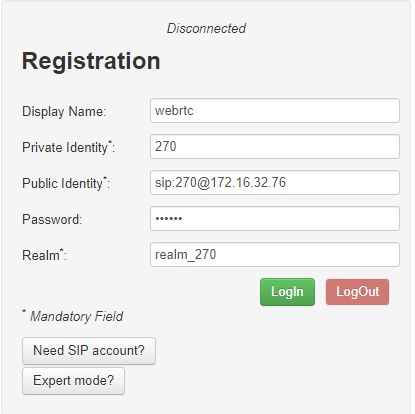 Disconnected
Registration
Display Name: webrtc
Private Identity*: 270
Public Identity*: sip:270@172.16.32.76
Password: ••••••
Realm*: realm_270
LogIn LogOut
* Mandatory Field
Need SIP account?
Expert mode?